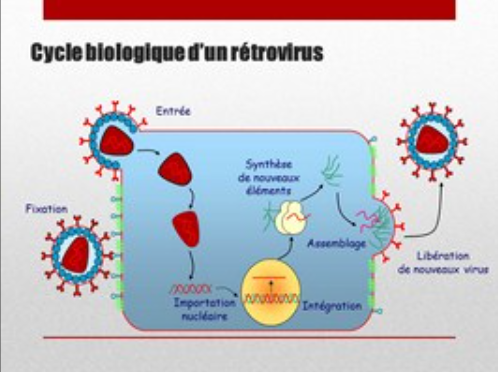 Cycle biologique d'un rétrovirus
Entrée
Fixation
Synthèse
de nouveaux
éléments
Assemblage
Libération
de nouveaux virus
Importation
nucléaire
Intégration